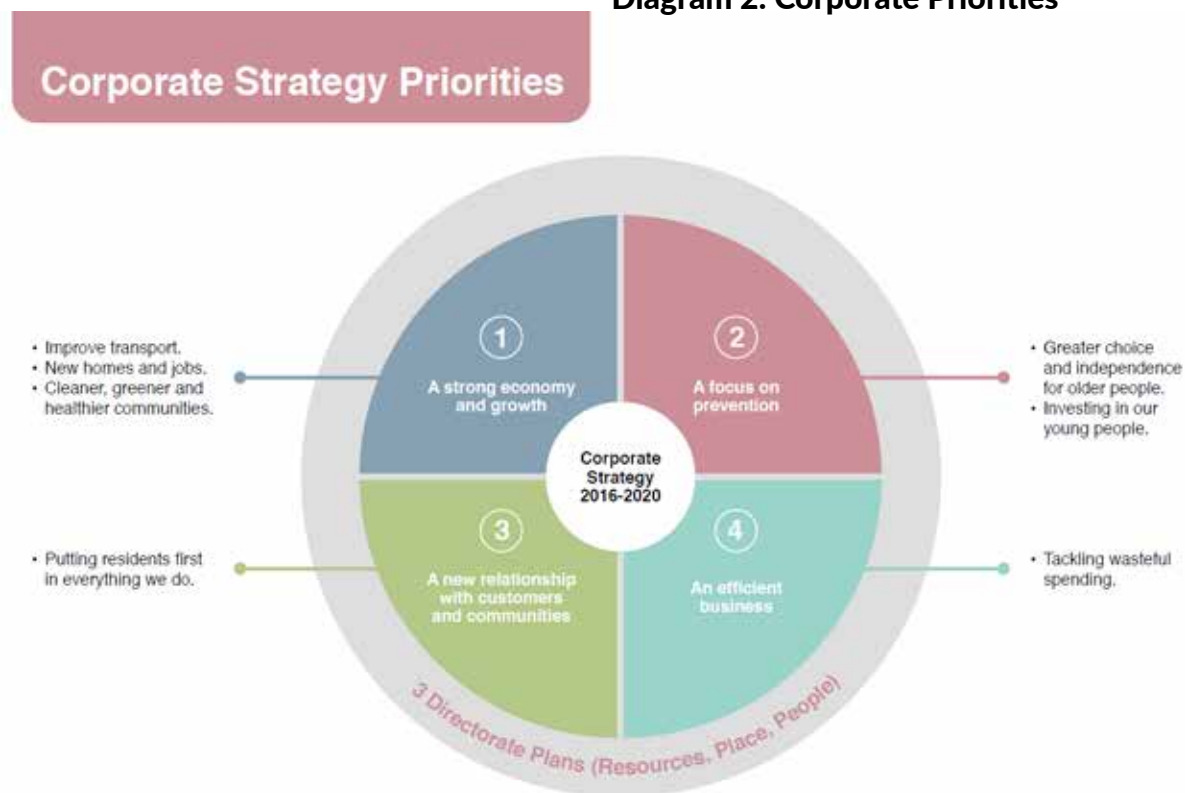 Diagram 2: Corporate Priorities
Corporate Strategy Priorities
1
A strong economy
and growth
• Improve transport.
• New homes and jobs.
• Cleaner, greener and
healthier communities.
2
A focus on
prevention
• Greater choice
and independence
for older people.
• Investing in our
young people.
Corporate
Strategy
2016-2020
3
A new relationship
with customers
and communities
• Putting residents first
in everything we do.
4
An efficient
business
• Tackling wasteful
spending.
3 Directorate Plans (Resources, Place, People)